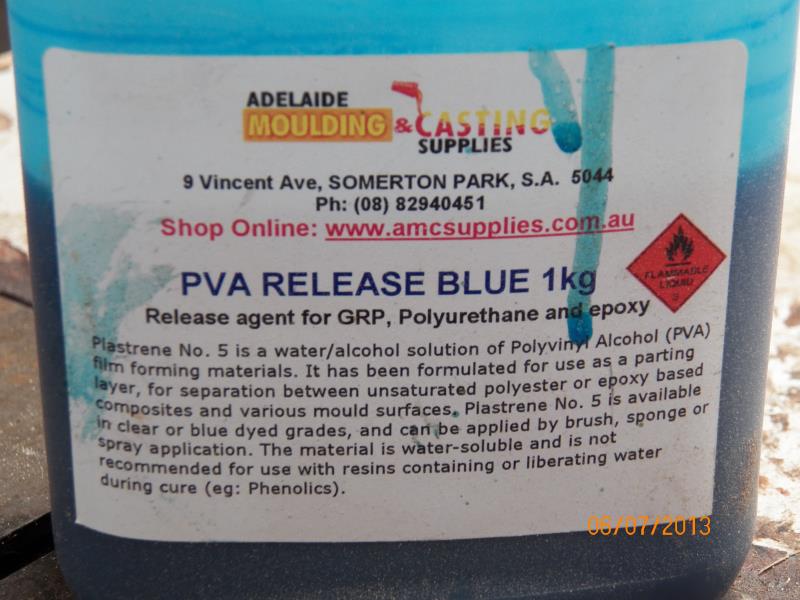 ADELAIDE
MOULDING & CASTING
SUPPLIES
9 Vincent Ave, SOMERTON PARK, S.A. 5044
Ph: (08) 82940451
Shop Online: www.amcsupplies.com.au
FLAMMABLE
LIQUID
3
PVA RELEASE BLUE 1kg
Release agent for GRP, Polyurethane and epoxy
Plastrene No. 5 is a water/alcohol solution of Polyvinyl Alcohol (PVA)
film forming materials. It has been formulated for use as a parting
layer, for separation between unsaturated polyester or epoxy based
composites and various mould surfaces. Plastrene No. 5 is available
in clear or blue dyed grades, and can be applied by brush, sponge or
spray application. The material is water-soluble and is not
recommended for use with resins containing or liberating water
during cure (eg: Phenolics).
06/07/2013